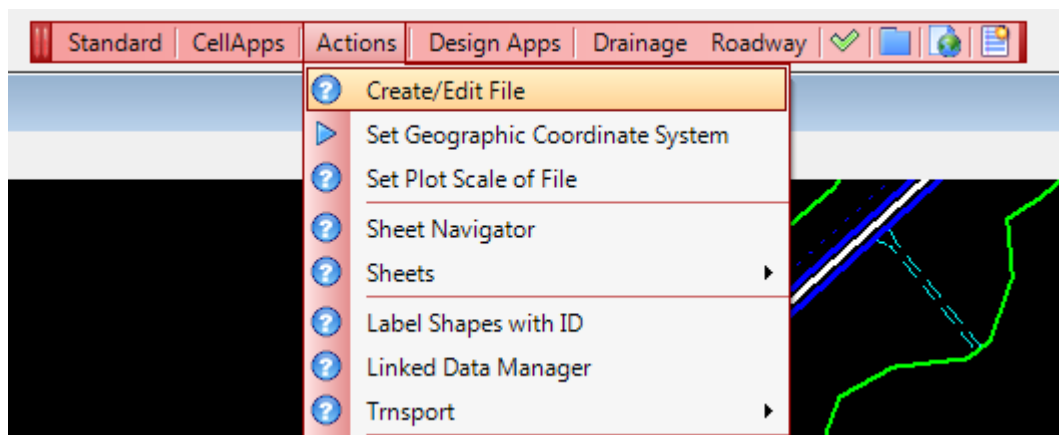 Standard CellApps Actions Design Apps Drainage Roadway
Create/Edit File
Set Geographic Coordinate System
Set Plot Scale of File
Sheet Navigator
Sheets
Label Shapes with ID
Linked Data Manager
Trnsport